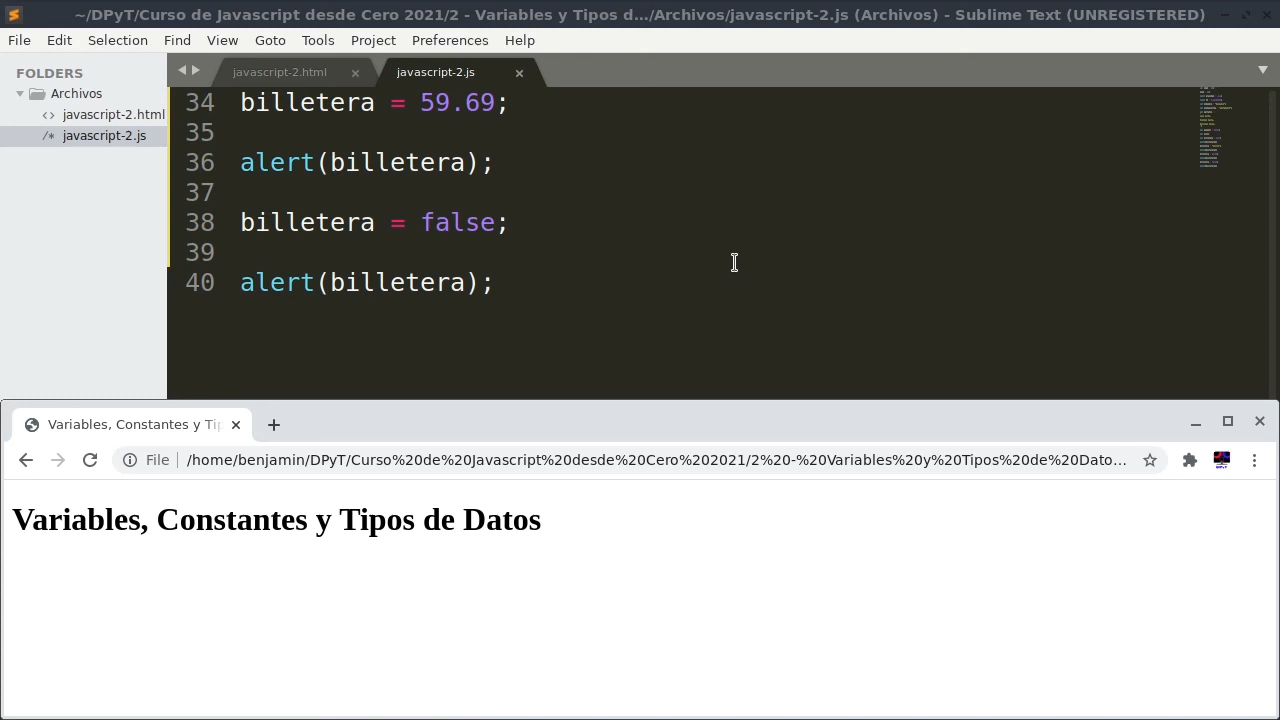 ~/DPyT/Curso de Javascript desde Cero 2021/2 - Variables y Tipos d.../Archivos/javascript-2.js (Archivos) - Sublime Text (UNREGISTERED)
File Edit Selection Find View Goto Tools Project Preferences Help
FOLDERS
Archivos
javascript-2.html
/* javascript-2.js
javascript-2.html × javascript-2.js ×
34 billetera = 59.69;
35
36 alert(billetera);
37
38 billetera = false;
39
40 alert(billetera);
Variables, Constantes y Tip
File /home/benjamin/DPyT/Curso%20de%20Javascript%20desde%20Cero%202021/2%20-%20Variables%20y%20Tipos%20de%20Dato...
Variables, Constantes y Tipos de Datos